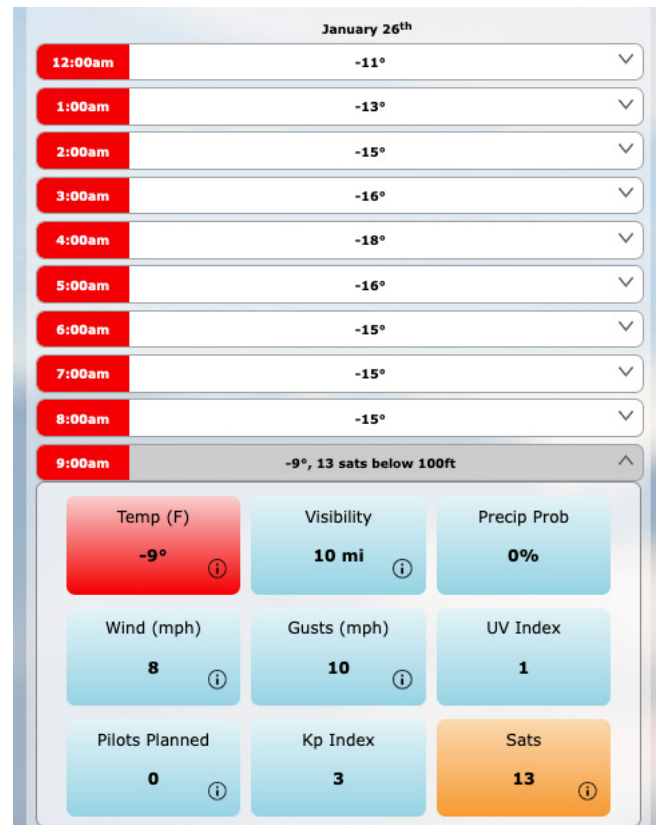 January 26th
12:00am -11°
1:00am -13°
2:00am -15°
3:00am -16°
4:00am -18°
5:00am -16°
6:00am -15°
7:00am -15°
8:00am -15°
9:00am -9°, 13 sats below 100ft
Temp (F) Visibility Precip Prob
-9° 10 mi 0%
Wind (mph) Gusts (mph) UV Index
8 10 1
Pilots Planned Kp Index Sats
0 3 13